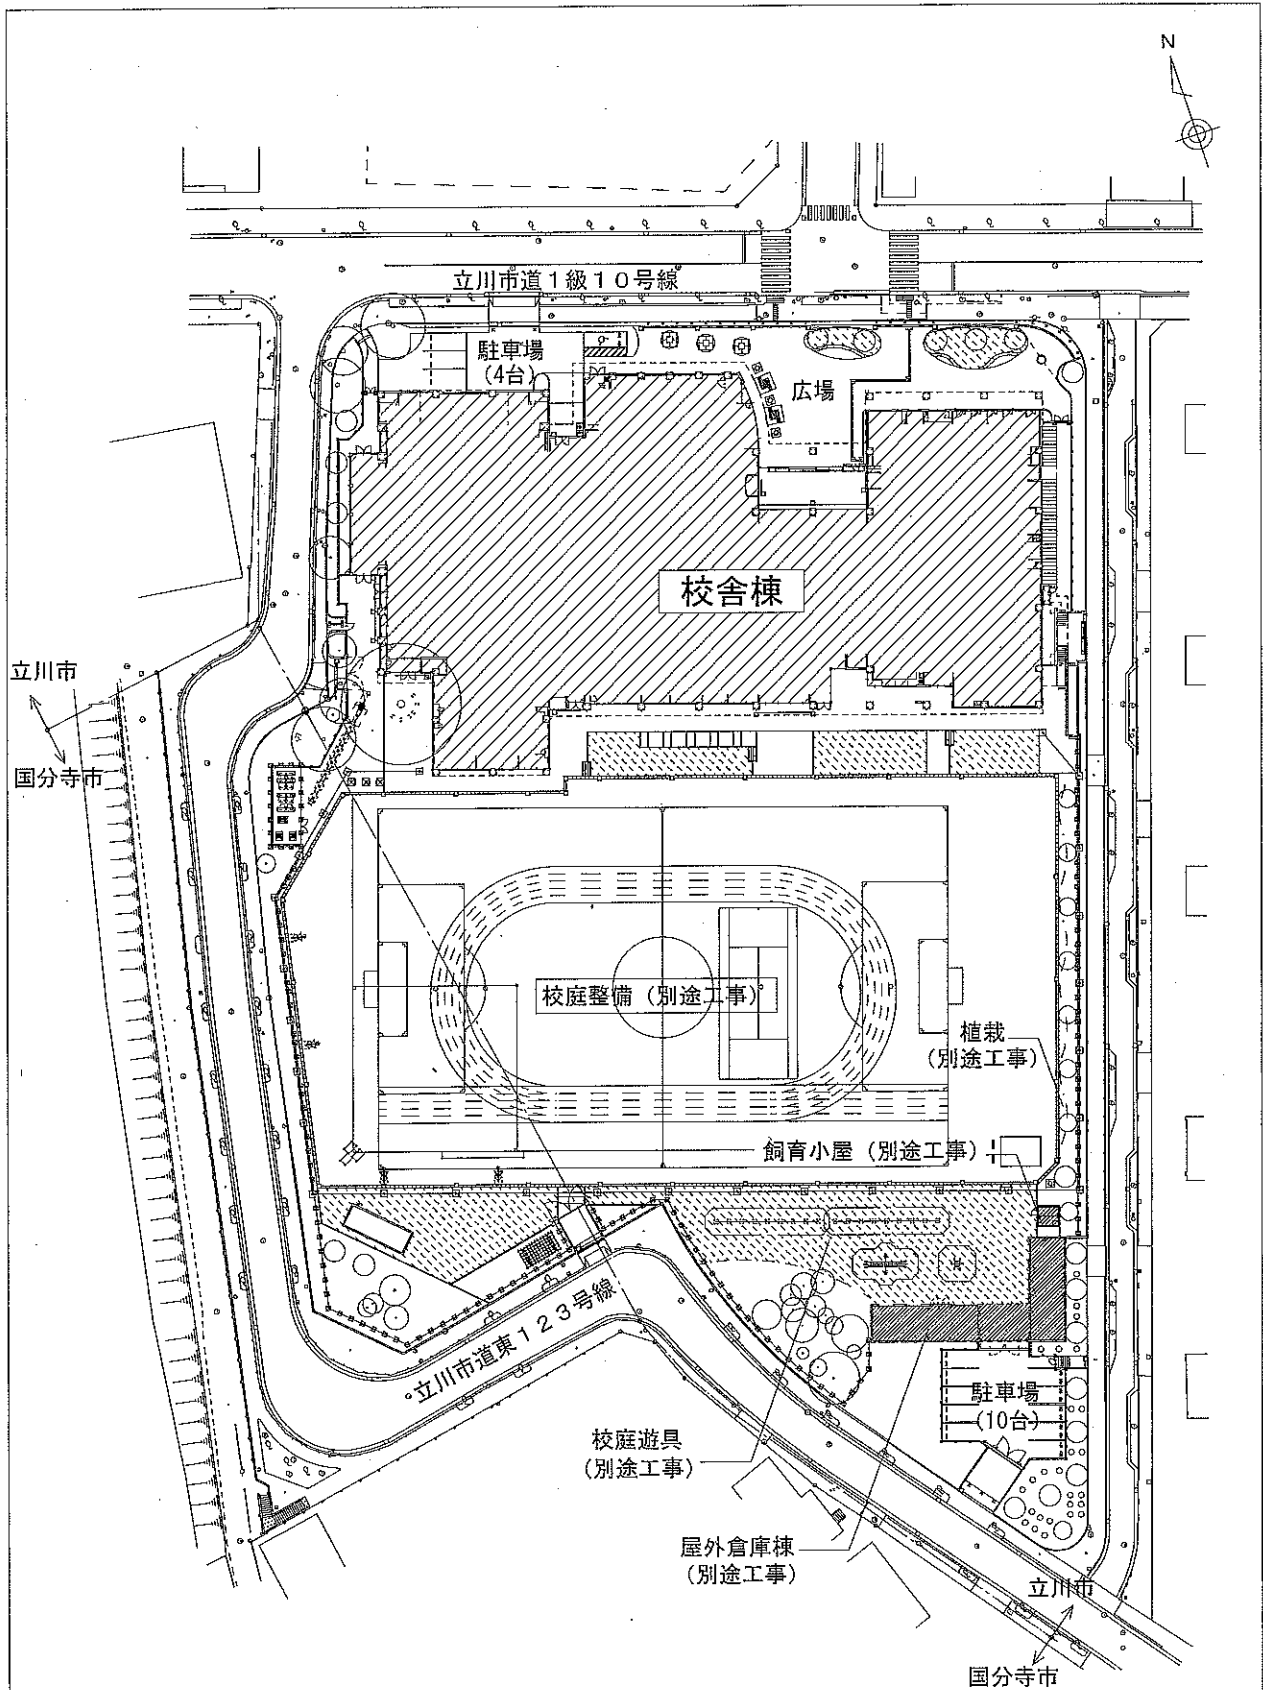 N
立川市道1級10号線
駐車場
(4台)
広場
校舎棟
立川市
国分寺市
校庭整備（別途工事）
植栽
（別途工事）
飼育小屋（別途工事）
立川市道東123号線
駐車場
(10台)
校庭遊具
（別途工事）
屋外倉庫棟
（別途工事）
立川市
国分寺市